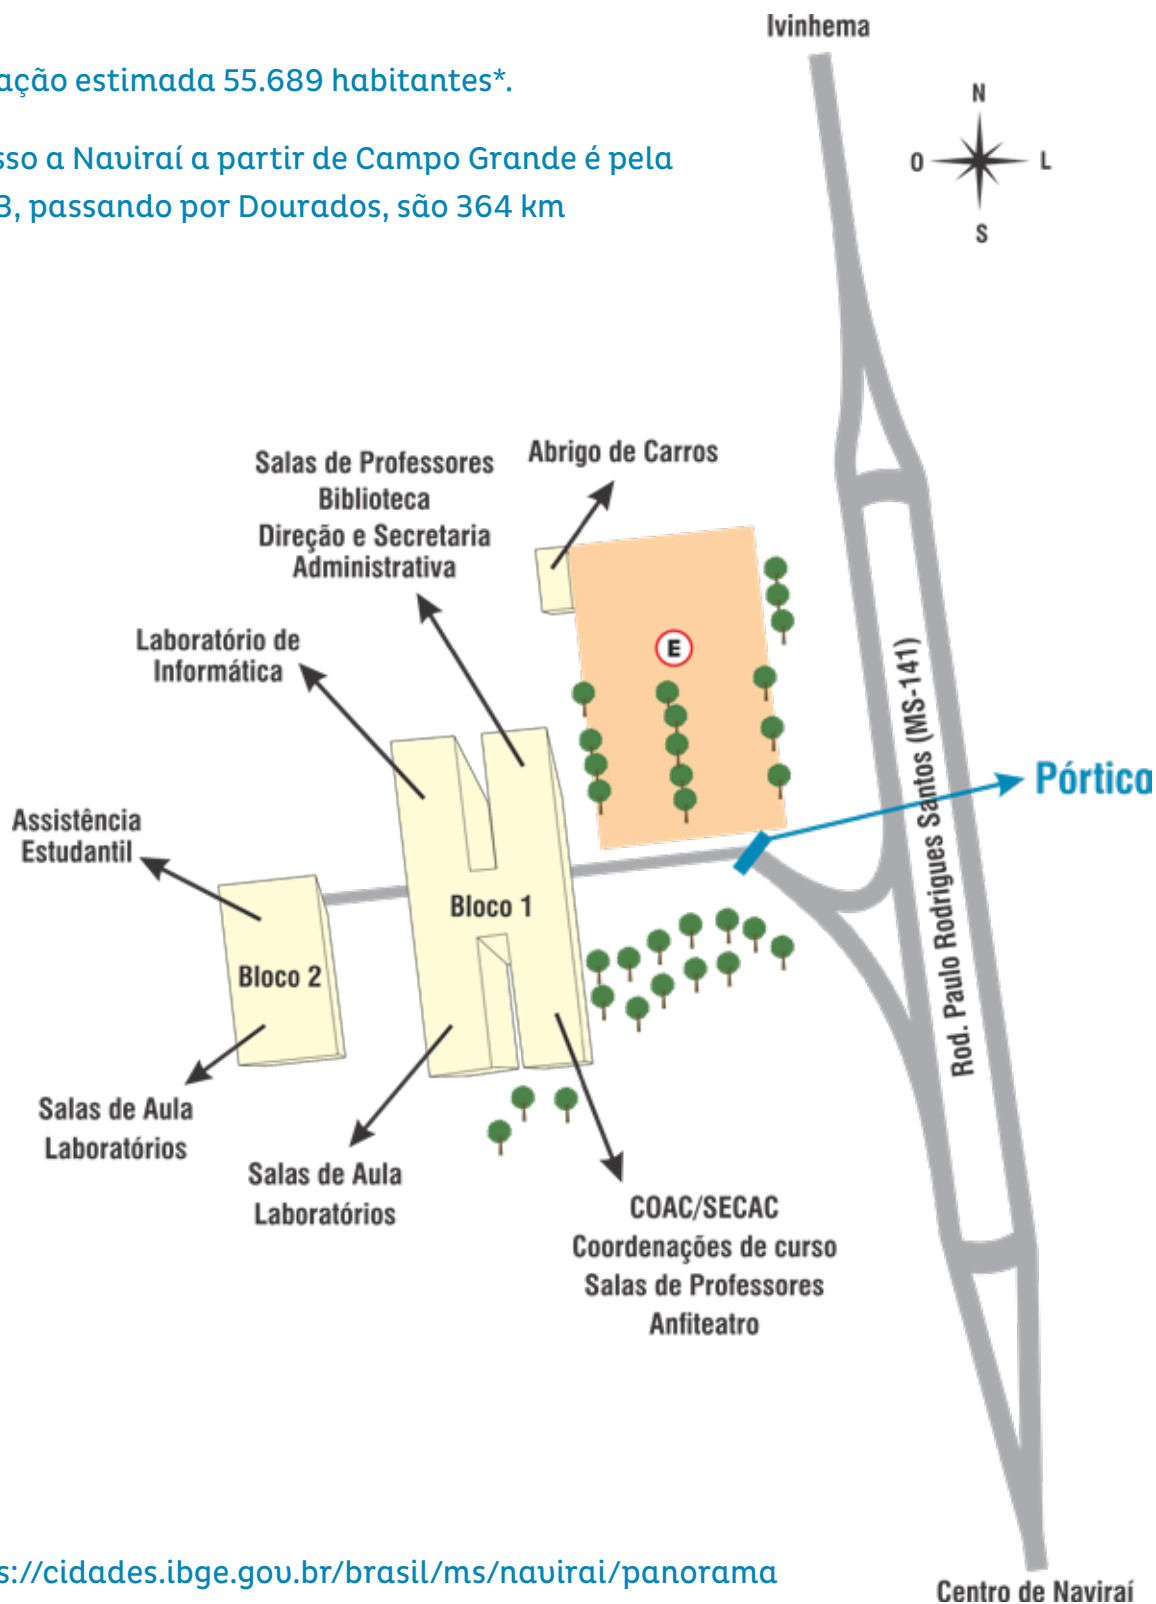 Ivinhema
ação estimada 55.689 habitantes*.
sso a Naviraí a partir de Campo Grande é pela
3, passando por Dourados, são 364 km
N
O
L
S
Abrigo de Carros
Salas de Professores
Biblioteca
Direção e Secretaria
Administrativa
Laboratório de
Informática
E
Rod. Paulo Rodrigues Santos (MS-141)
Pórtico
Assistência
Estudantil
Bloco 1
Bloco 2
Salas de Aula
Laboratórios
Salas de Aula
Laboratórios
COAC/SECAC
Coordenações de curso
Salas de Professores
Anfiteatro
s://cidades.ibge.gov.br/brasil/ms/navirai/panorama
Centro de Naviraí